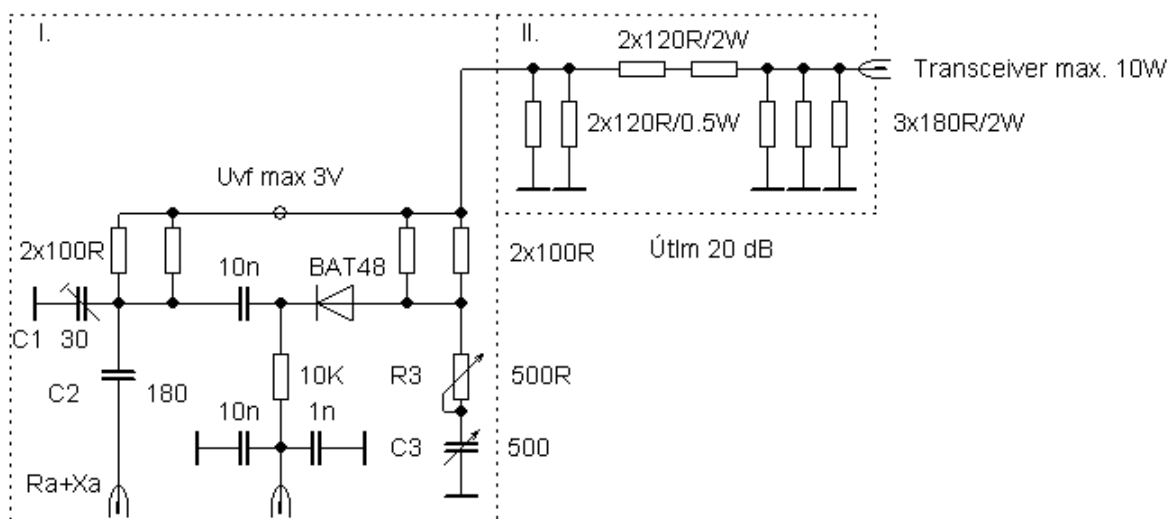 I.
II.
2x120R/2W
Transceiver max. 10W
2x120R/0.5W
3x180R/2W
Uvf max 3V
2x100R
10n
BAT48
2x100R
Útlm 20 dB
C1
30
C2
180
10K
R3
500R
10n
1n
C3
500
Ra+Xa